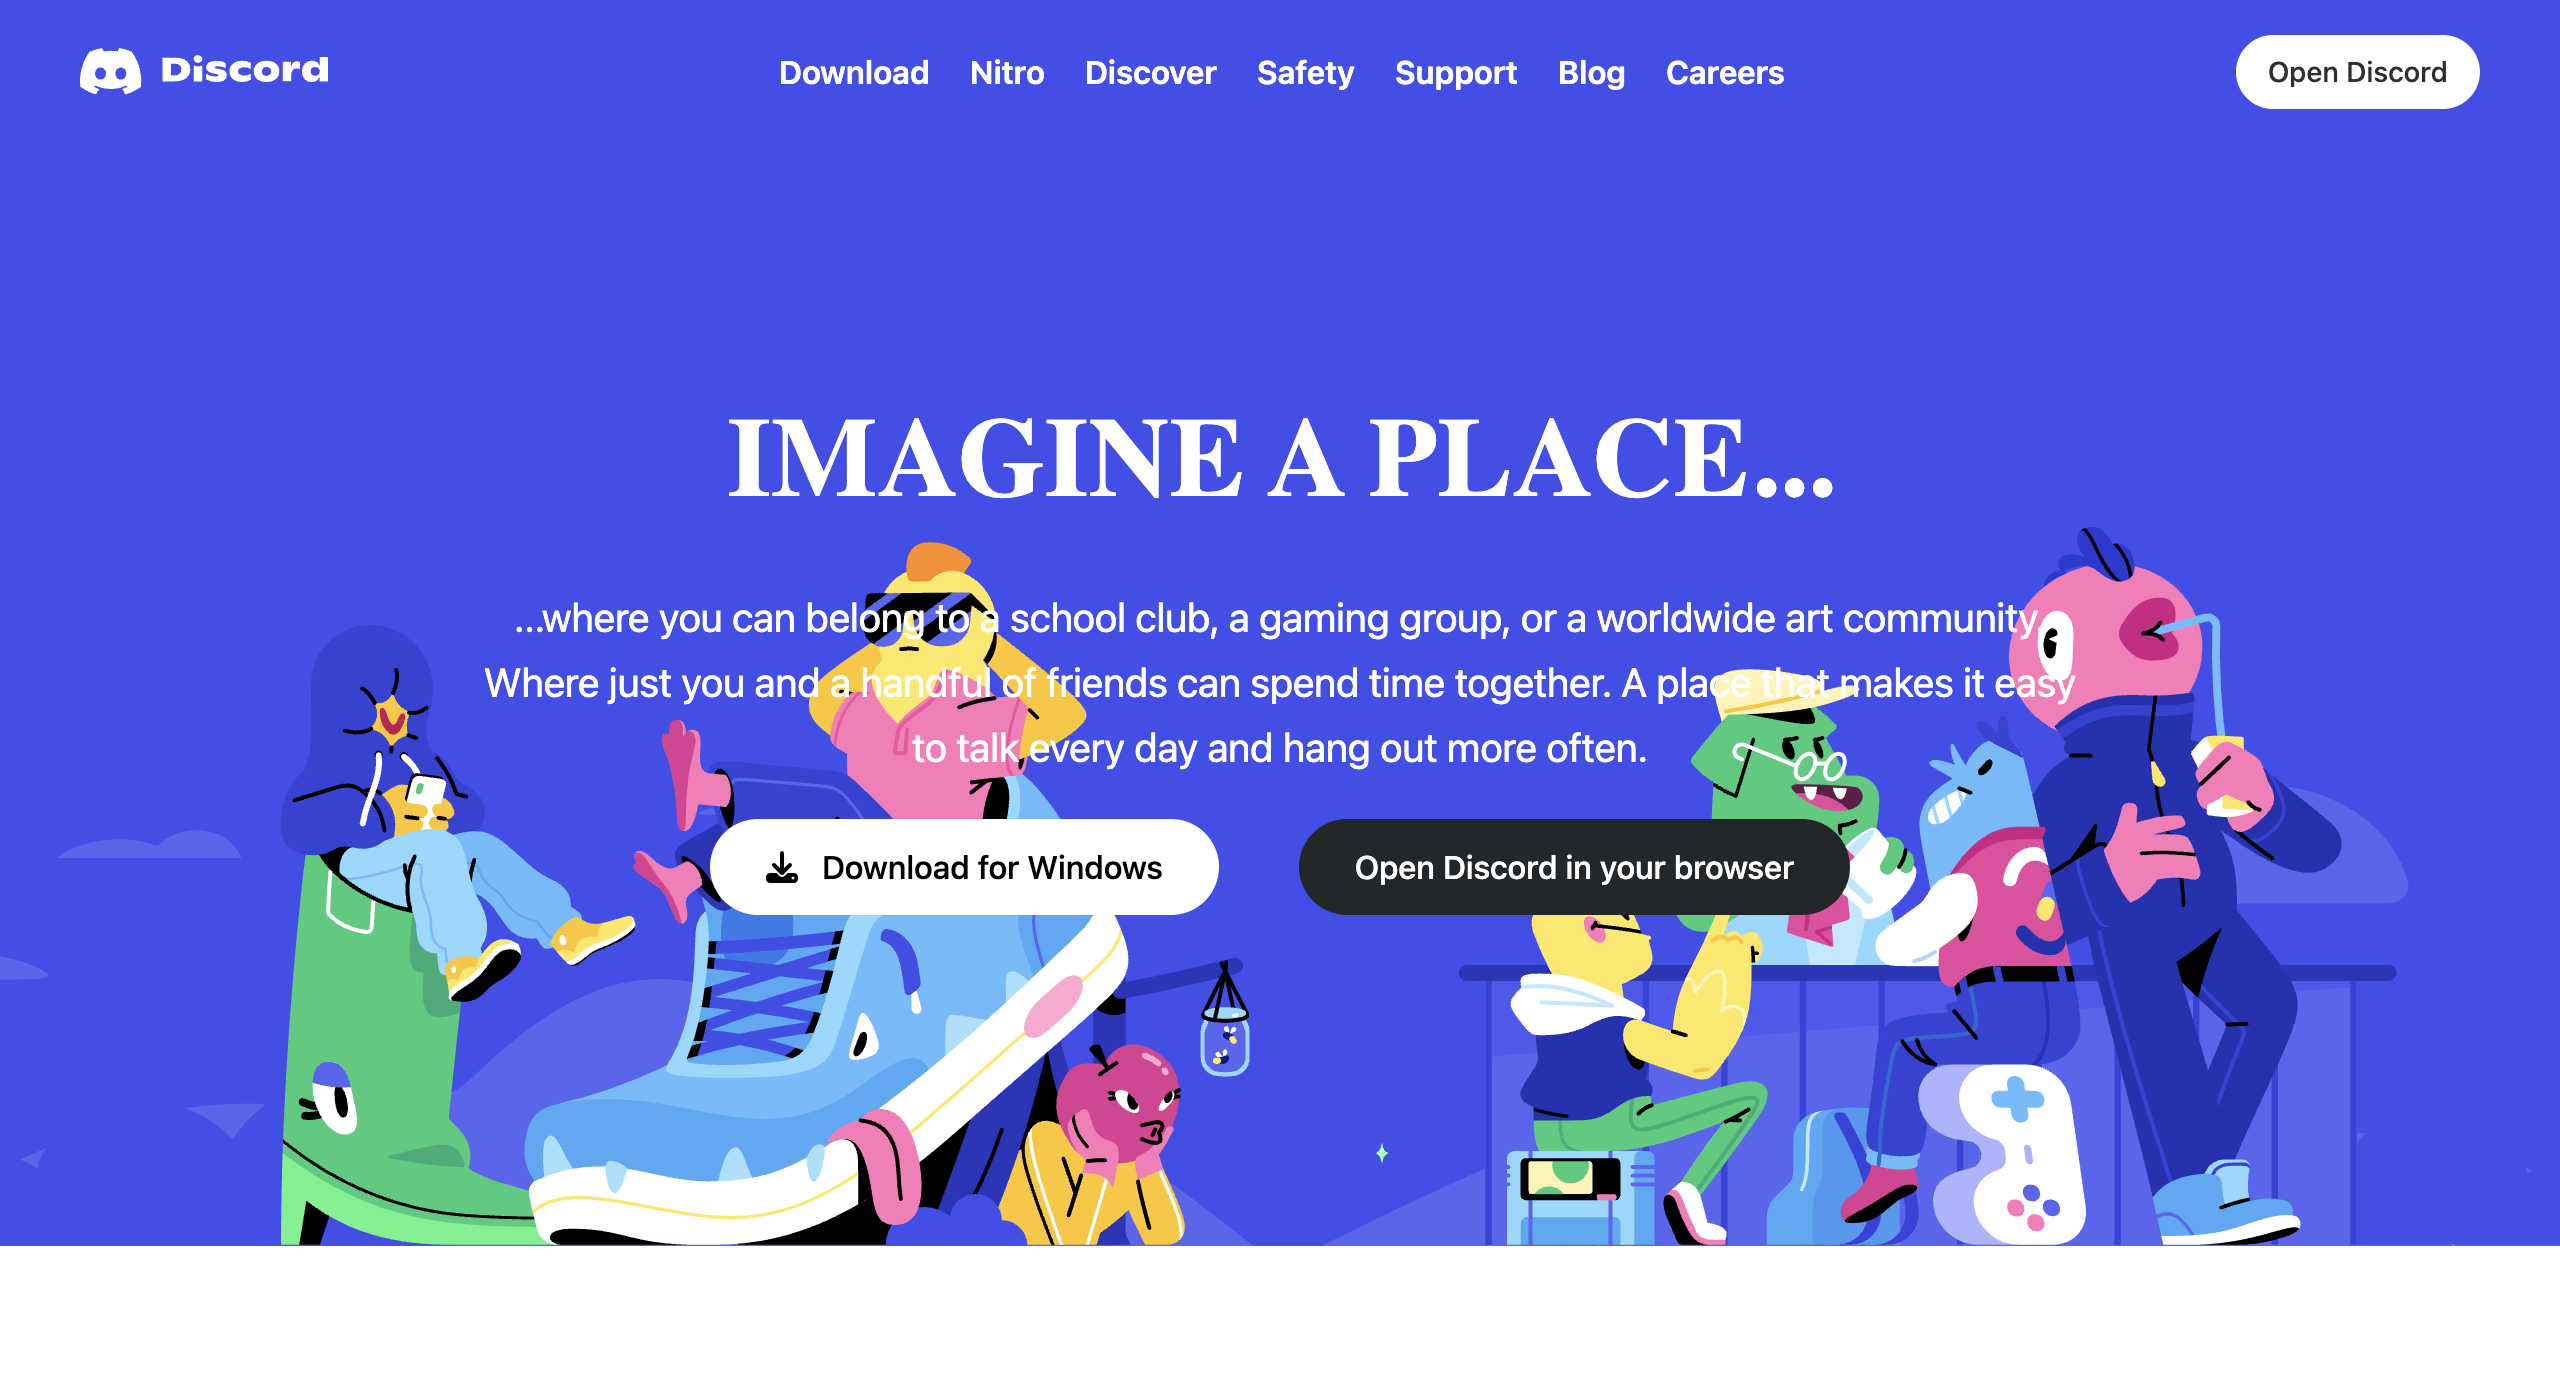 Discord
Download Nitro Discover Safety Support Blog Careers
Open Discord
IMAGINE A PLACE...
...where you can belong to a school club, a gaming group, or a worldwide art community.
Where just you and a handful of friends can spend time together. A place that makes it easy
to talk every day and hang out more often.
Download for Windows
Open Discord in your browser